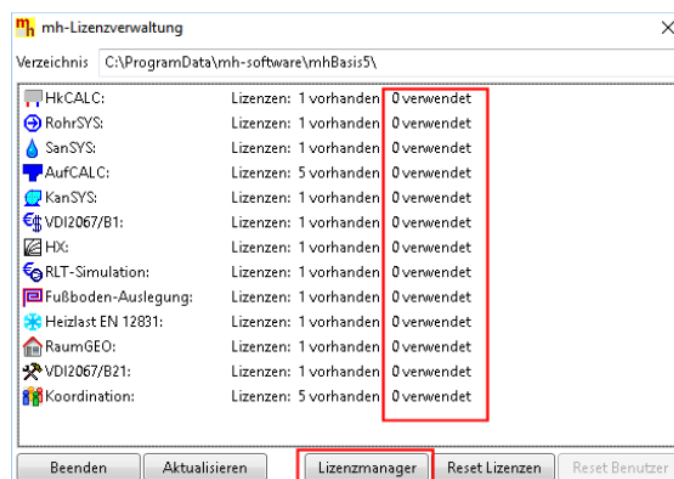 mh mh-Lizenzverwaltung
Verzeichnis C:\ProgramData\mh-software\mhBasis5\
HkCALC: Lizenzen: 1 vorhanden 0 verwendet
RohrSYS: Lizenzen: 1 vorhanden 0 verwendet
SanSYS: Lizenzen: 1 vorhanden 0 verwendet
AufCALC: Lizenzen: 5 vorhanden 0 verwendet
KanSYS: Lizenzen: 1 vorhanden 0 verwendet
€$ VDI2067/B1: Lizenzen: 1 vorhanden 0 verwendet
HX: Lizenzen: 1 vorhanden 0 verwendet
RLT-Simulation: Lizenzen: 1 vorhanden 0 verwendet
Fußboden-Auslegung: Lizenzen: 1 vorhanden 0 verwendet
Heizlast EN 12831: Lizenzen: 1 vorhanden 0 verwendet
RaumGEO: Lizenzen: 1 vorhanden 0 verwendet
VDI2067/B21: Lizenzen: 1 vorhanden 0 verwendet
Koordination: Lizenzen: 5 vorhanden 0 verwendet
Beenden Aktualisieren Lizenzmanager Reset Lizenzen Reset Benutzer